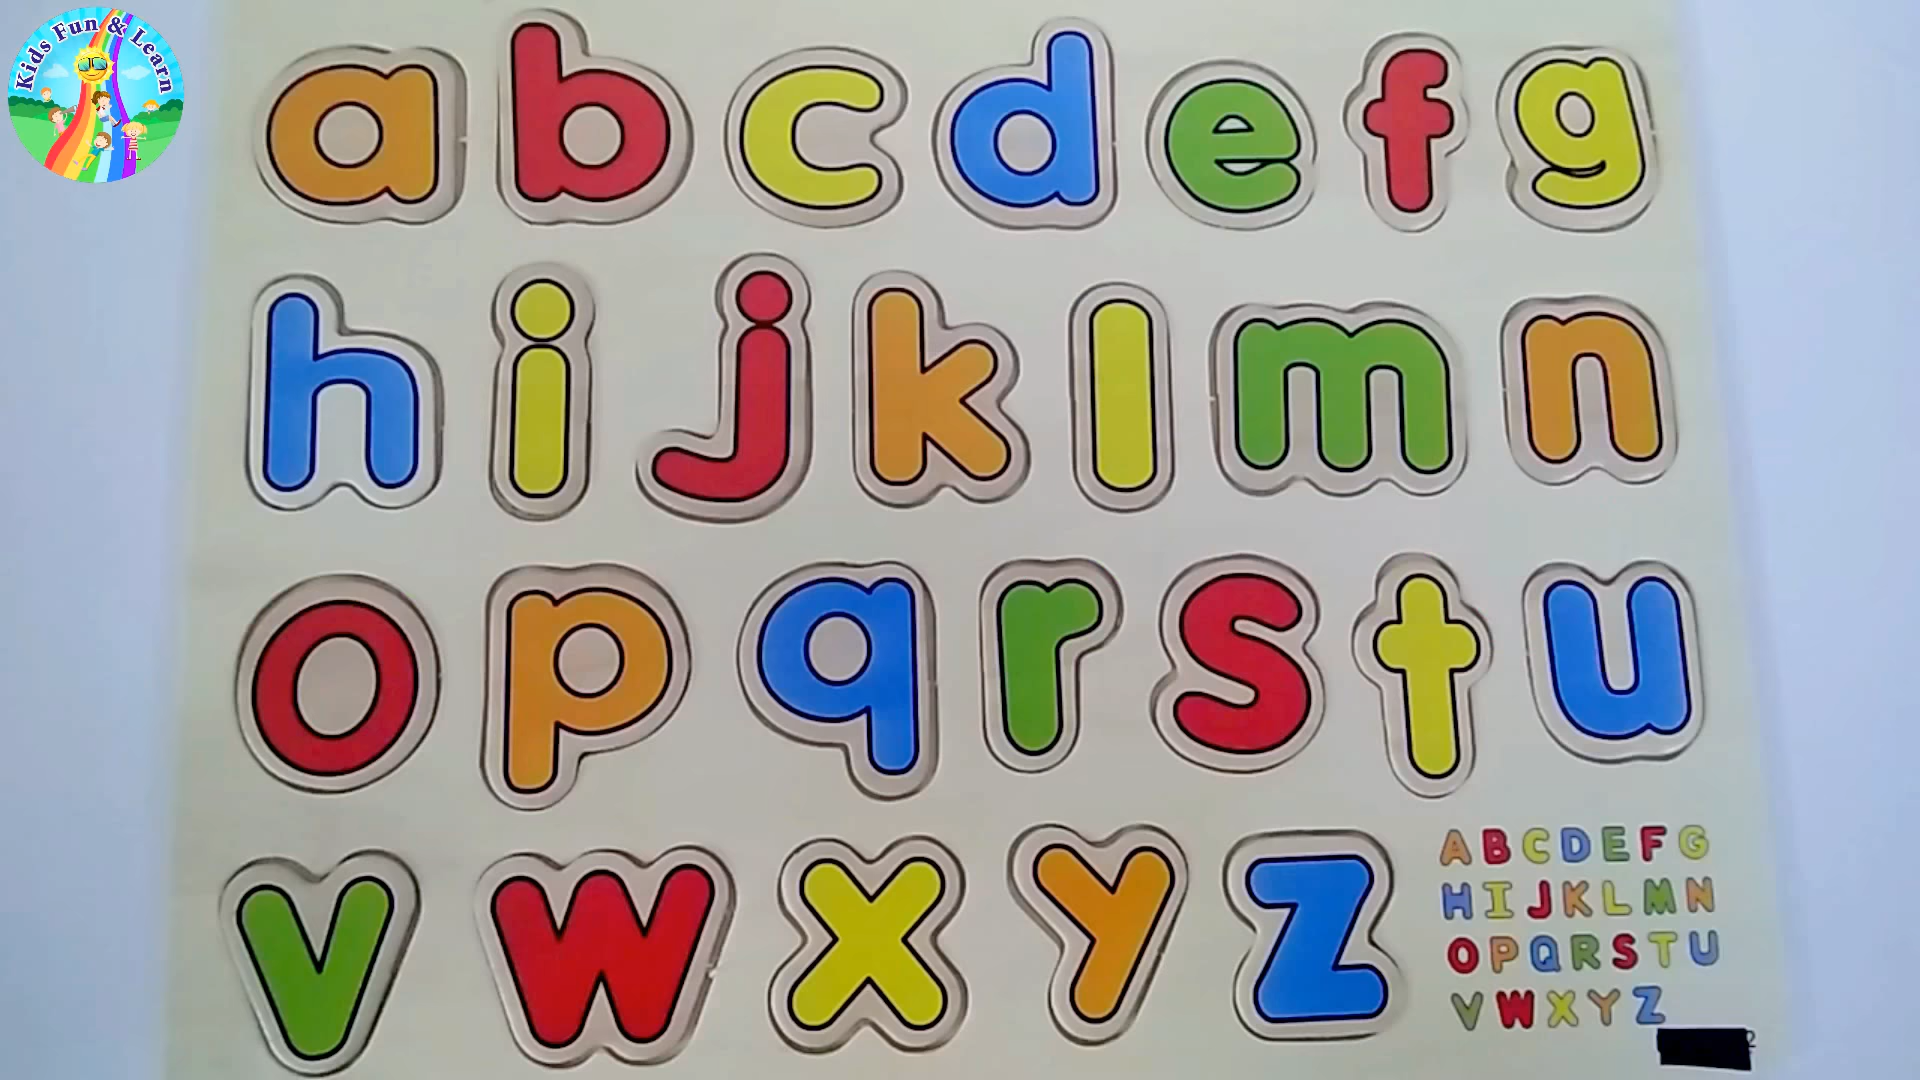 Kids Fun & Learn
a b c d e f g
h i j k l m n
o p q r s t u
v w x y z
A B C D E F G
H I J K L M N
O P Q R S T U
V W X Y Z